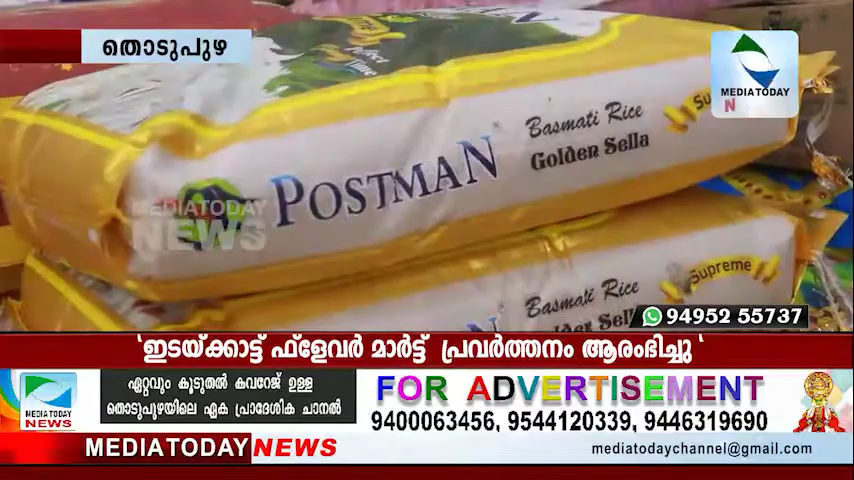 തൊടുപുഴ
MEDIATODAY
N
Basmati Rice
Golden Sella
POSTMAN
MEDIATODAY
NEWS
Supreme
Basmati Rice
94952 55737
'ഇടയ്ക്കാട്ട് ഫ്ളേവർ മാർട്ട് പ്രവർത്തനം ആരംഭിച്ചു '
ഏറ്റവും കൂടുതൽ കവറേജ് ഉള്ള
തൊടുപുഴയിലെ ഏക പ്രാദേശിക ചാനൽ
MEDIA TODAY
NEWS
FOR ADVERTISEMENT
9400063456, 9544120339, 9446319690
MEDIATODAY NEWS
mediatodaychannel@gmail.com